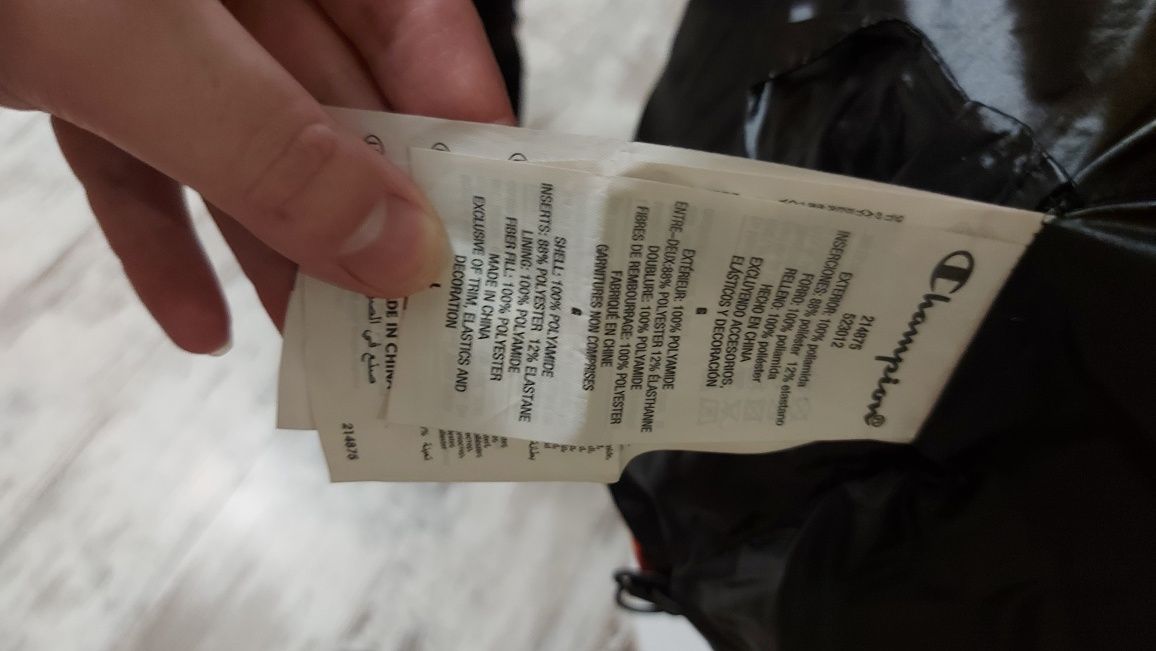 Champion®
214876
523012
EXTERIOR: 100% poliamida
INSERCIONES: 88% poliéster 12% elastano
FORRO: 100% poliamida
RELLENO 100% poliéster
HECHO EN CHINA
EXCLUYENDO ACCESORIOS,
ELÁSTICOS Y DECORACIÓN
EXTÉRIEUR: 100% POLYAMIDE
ENTRE-DEUX:88% POLYESTER 12% ÉLASTHANNE
DOUBLURE: 100% POLYAMIDE
FIBRES DE REMBOURRAGE: 100% POLYESTER
FABRIQUÉ EN CHINE
GARNITURES NON COMPRISES
SHELL: 100% POLYAMIDE
INSERTS: 88% POLYESTER 12% ELASTANE
LINING: 100% POLYAMIDE
FIBER FILL: 100% POLYESTER
MADE IN CHINA
EXCLUSIVE OF TRIM, ELASTICS AND
DECORATION
IN CHINA
صنع في
214876